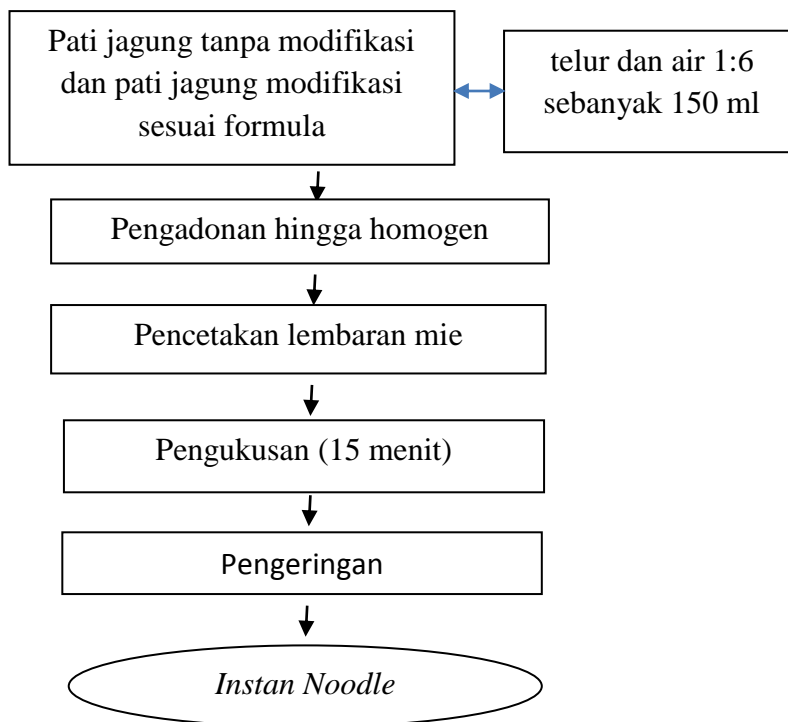 Pati jagung tanpa modifikasi
dan pati jagung modifikasi
sesuai formula
telur dan air 1:6
sebanyak 150 ml
Pengadonan hingga homogen
Pencetakan lembaran mie
Pengukusan (15 menit)
Pengeringan
Instan Noodle